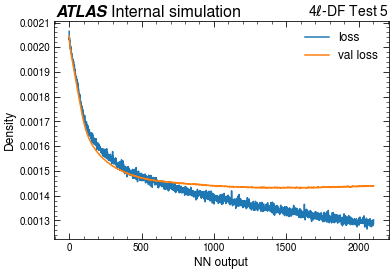 ATLAS Internal simulation 4ℓ-DF Test 5
loss
val loss
0.0021
0.0020
0.0019
0.0018
0.0017
0.0016
0.0015
0.0014
0.0013
Density
0 500 1000 1500 2000
NN output